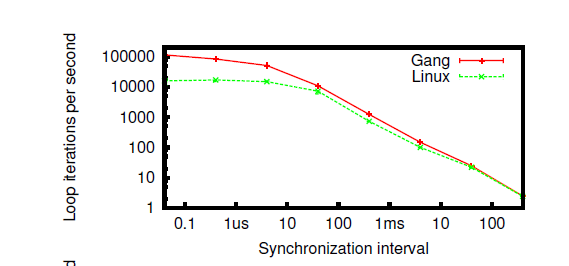 Loop iterations per second
100000
10000
1000
100
10
1
Gang
Linux
0.1 1us 10 100 1ms 10 100
Synchronization interval